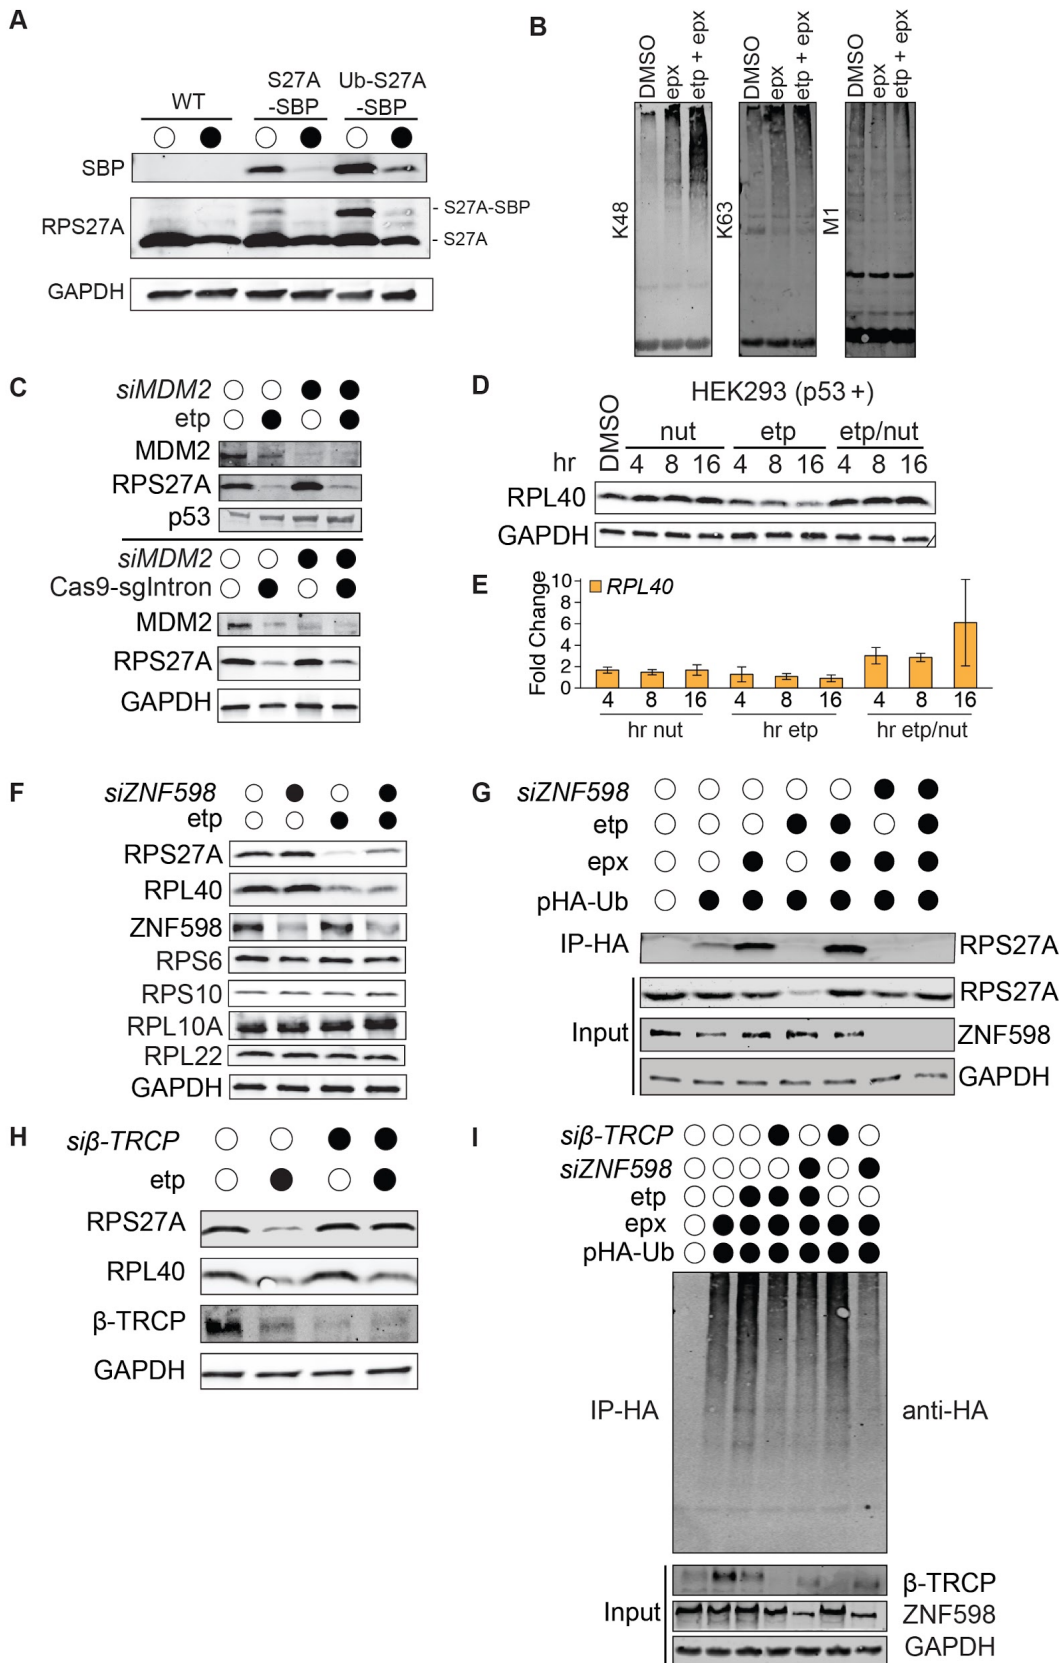 A
WT
S27A
-SBP
Ub-S27A
-SBP
SBP
RPS27A
- S27A-SBP
- S27A
GAPDH
B
DMSO
epx
etp + epx
DMSO
epx
etp + epx
DMSO
epx
etp + epx
K48
K63
M1
C
siMDM2
etp
MDM2
RPS27A
p53
siMDM2
Cas9-sgIntron
MDM2
RPS27A
GAPDH
D
HEK293 (p53 +)
DMSO
nut etp etp/nut
hr 4 8 16 4 8 16 4 8 16
RPL40
GAPDH
E
Fold Change
10
8
6
4
2
0
RPL40
4 8 16 4 8 16 4 8 16
hr nut hr etp hr etp/nut
F
siZNF598
etp
RPS27A
RPL40
ZNF598
RPS6
RPS10
RPL10A
RPL22
GAPDH
G
siZNF598
etp
epx
pHA-Ub
IP-HA RPS27A
RPS27A
Input ZNF598
GAPDH
H
siβ-TRCP
etp
RPS27A
RPL40
β-TRCP
GAPDH
I
siβ-TRCP
siZNF598
etp
epx
pHA-Ub
IP-HA anti-HA
β-TRCP
Input ZNF598
GAPDH